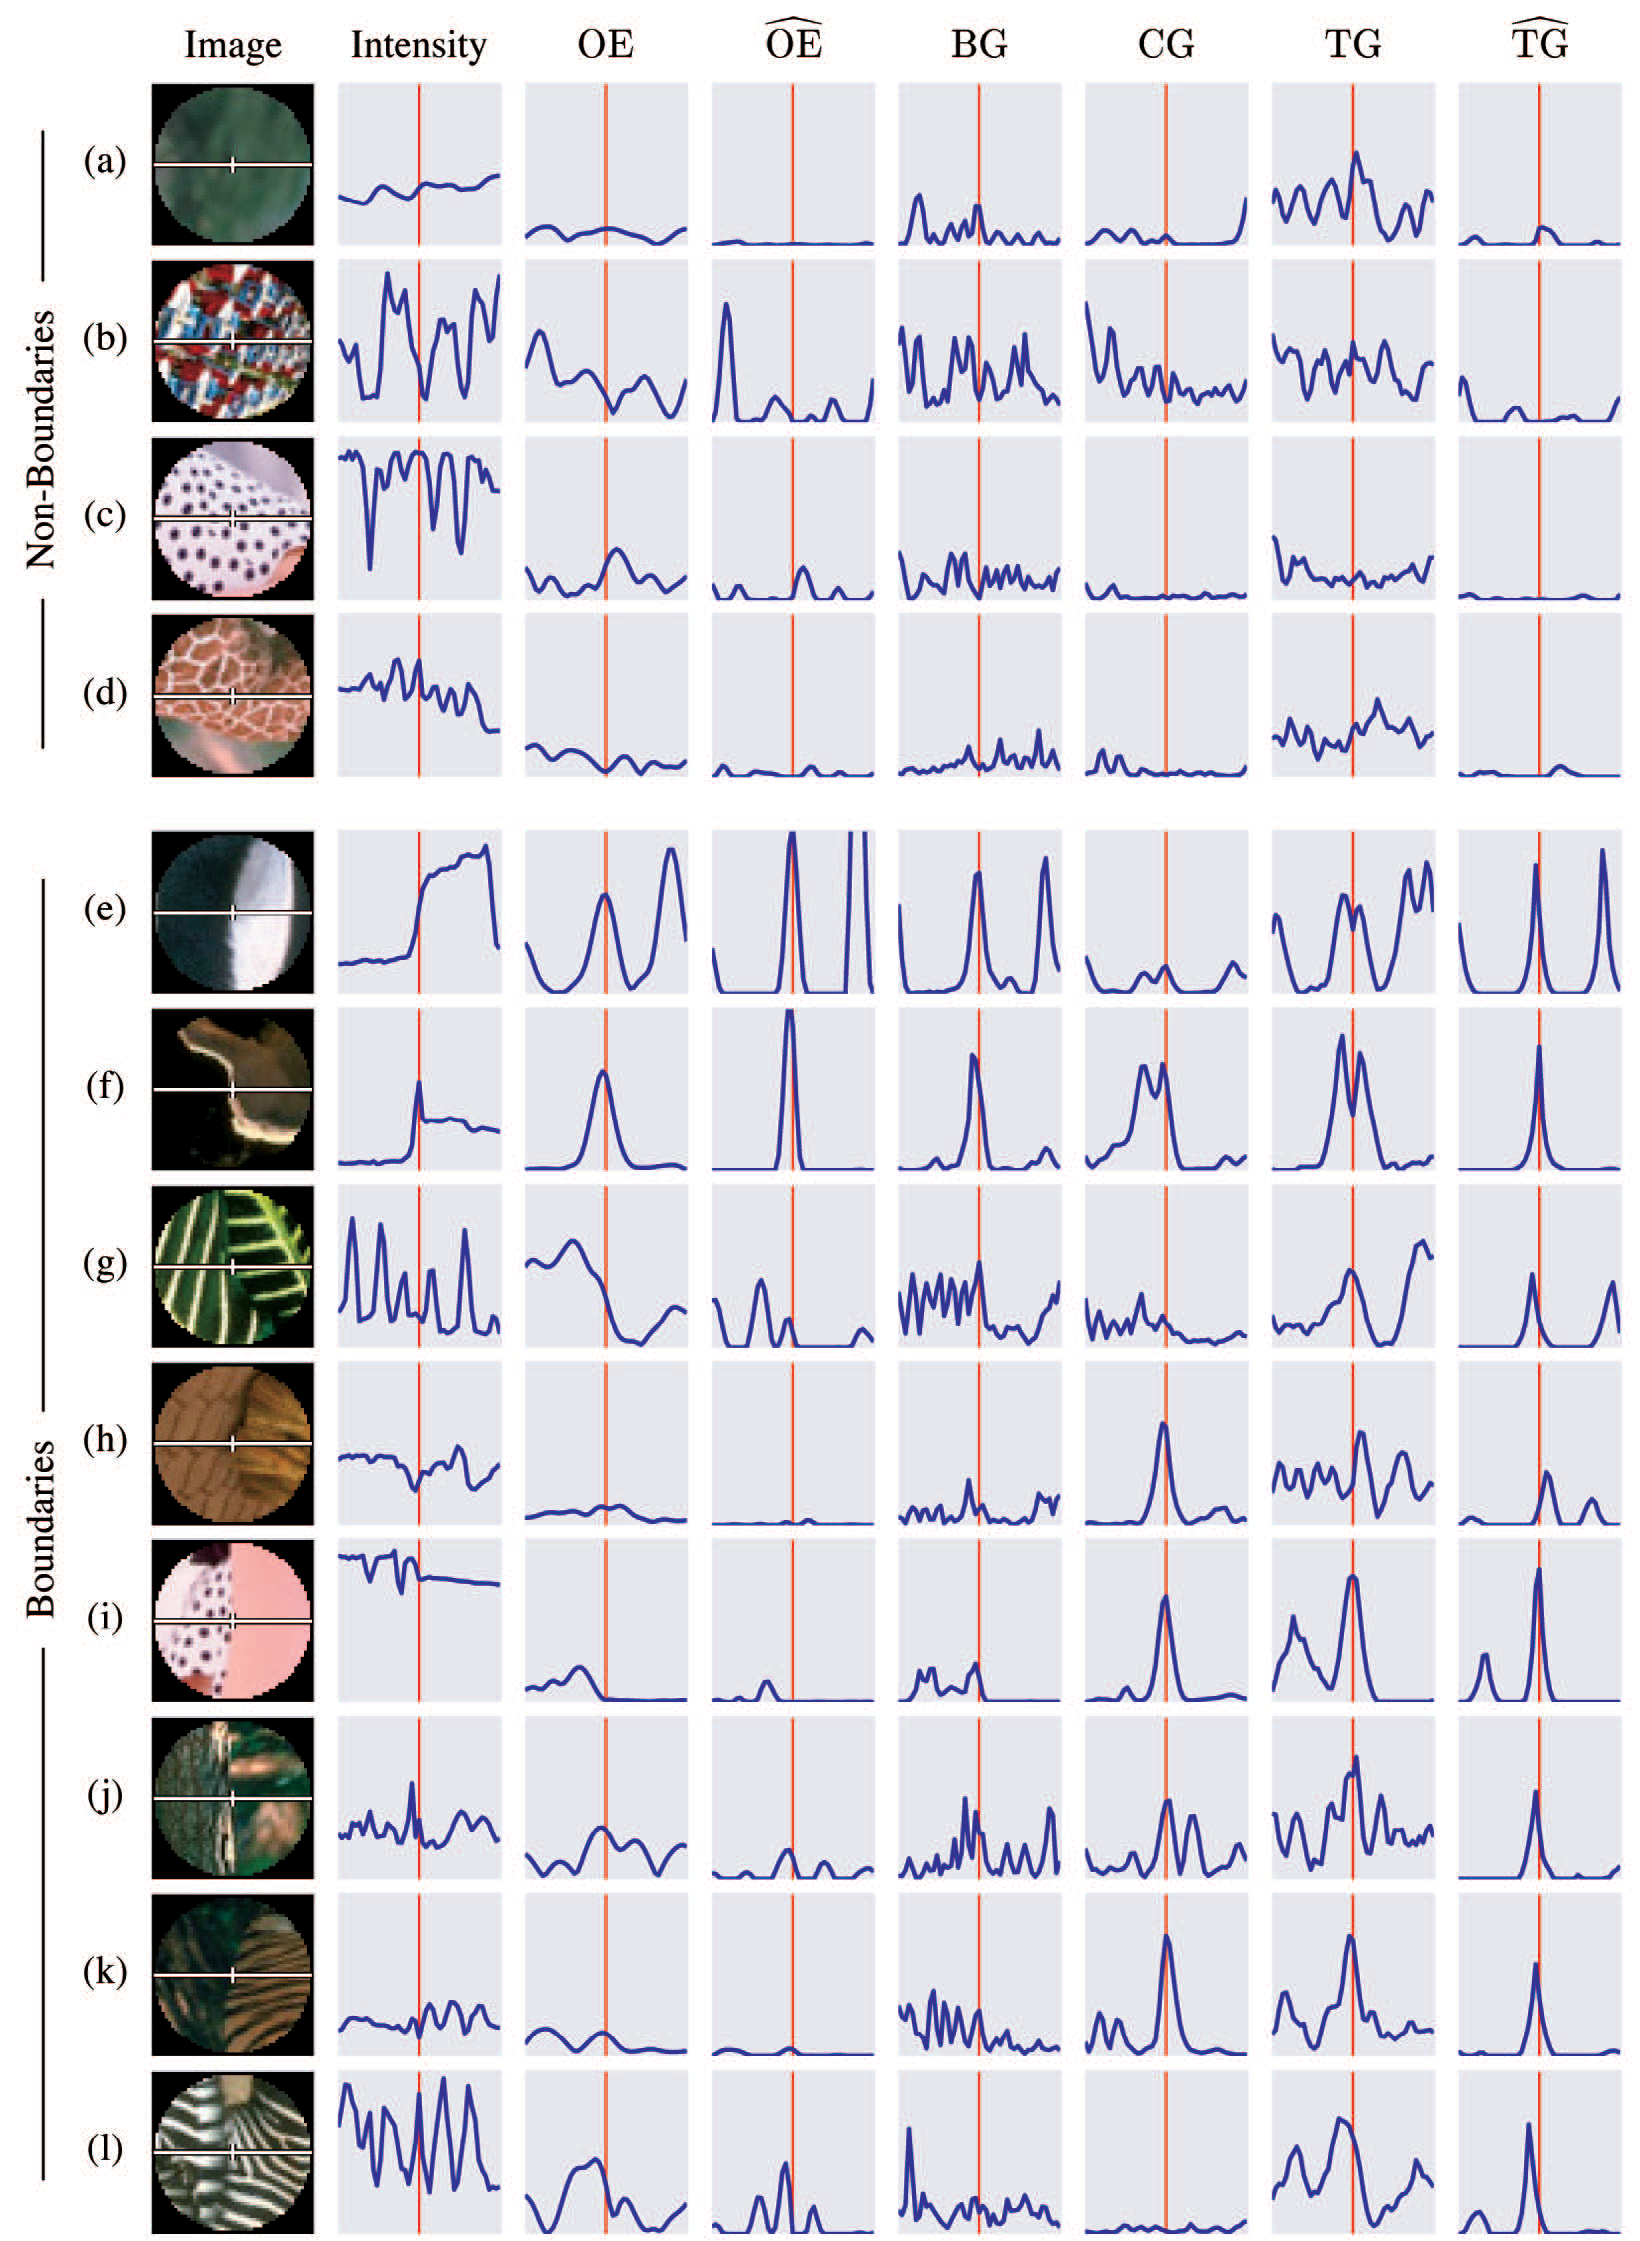 Image Intensity OE OE BG CG TG TG
Non-Boundaries
(a)
(b)
(c)
(d)
Boundaries
(e)
(f)
(g)
(h)
(i)
(j)
(k)
(l)